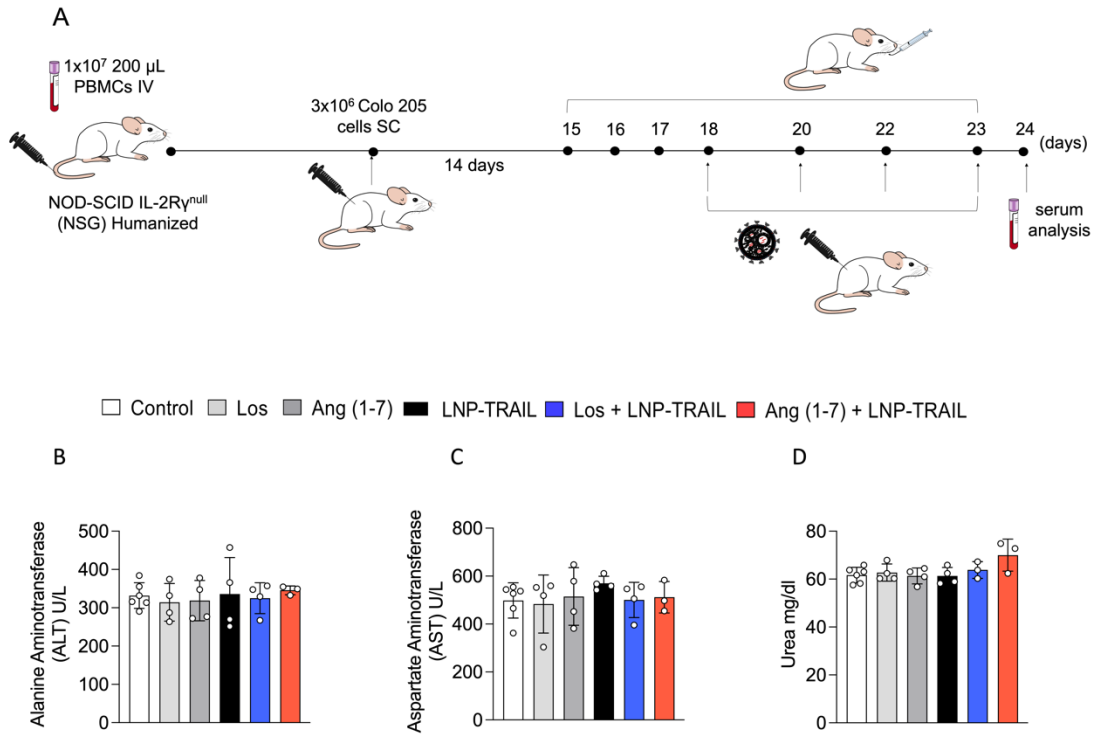 A
1x10⁷ 200 µL
PBMCs IV
3x10⁶ Colo 205
cells SC
15 16 17 18 20 22 23 24 (days)
14 days
NOD-SCID IL-2Rγⁿᵘˡˡ
(NSG) Humanized
serum
analysis
Control Los Ang (1-7) LNP-TRAIL Los + LNP-TRAIL Ang (1-7) + LNP-TRAIL
B
Alanine Aminotransferase
(ALT) U/L
500
400
300
200
100
0
C
Aspartate Aminotransferase
(AST) U/L
800
600
400
200
0
D
Urea mg/dl
80
60
40
20
0